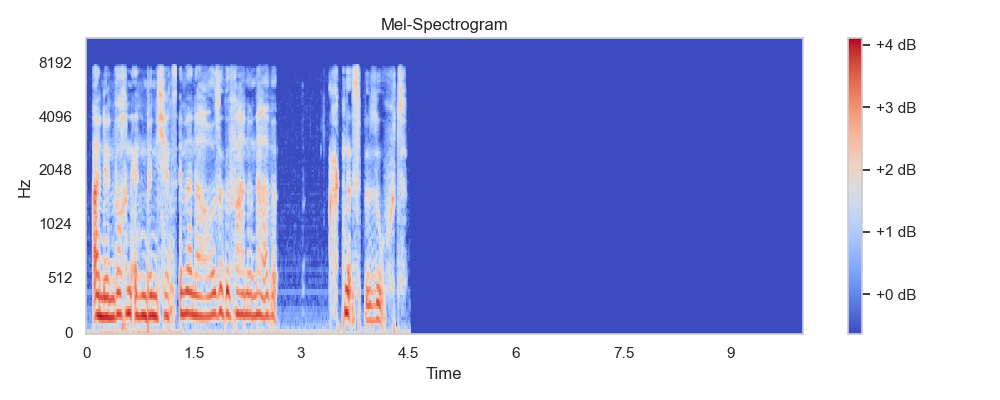 Mel-Spectrogram
8192
4096
2048
1024
512
0
Hz
0 1.5 3 4.5 6 7.5 9
Time
+4 dB
+3 dB
+2 dB
+1 dB
+0 dB